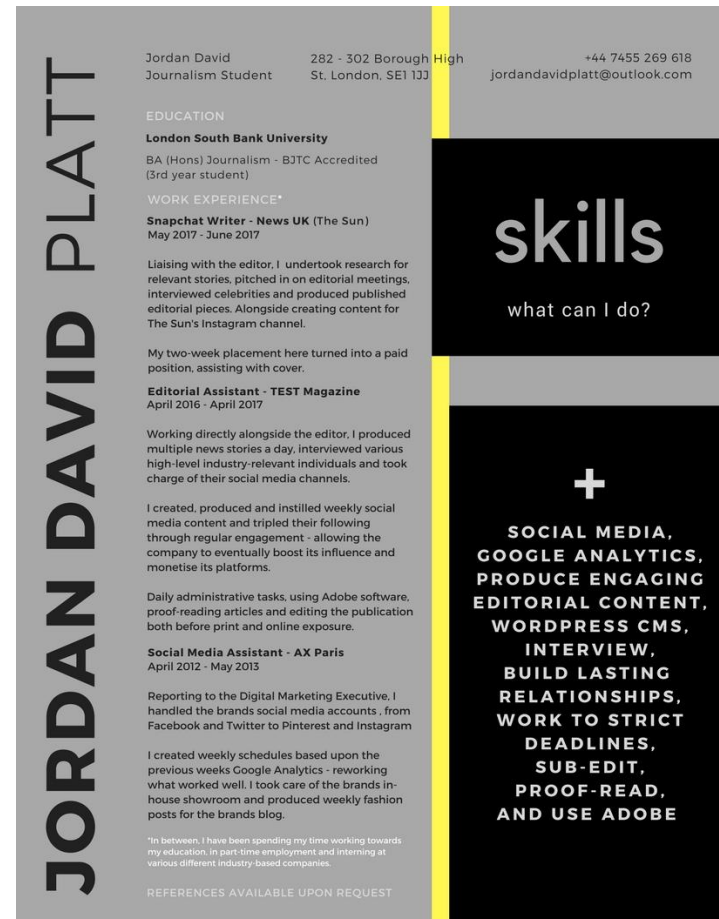 JORDAN DAVID PLATT
Jordan David
Journalism Student
282 - 302 Borough High
St, London, SE1 1JJ
+44 7455 269 618
jordandavidplatt@outlook.com
EDUCATION
London South Bank University
BA (Hons) Journalism - BJTC Accredited
(3rd year student)
WORK EXPERIENCE*
Snapchat Writer - News UK (The Sun)
May 2017 - June 2017
Liaising with the editor, I undertook research for
relevant stories, pitched in on editorial meetings,
interviewed celebrities and produced published
editorial pieces. Alongside creating content for
The Sun's Instagram channel.
My two-week placement here turned into a paid
position, assisting with cover.
Editorial Assistant - TEST Magazine
April 2016 - April 2017
Working directly alongside the editor, I produced
multiple news stories a day, interviewed various
high-level industry-relevant individuals and took
charge of their social media channels.
I created, produced and instilled weekly social
media content and tripled their following
through regular engagement - allowing the
company to eventually boost its influence and
monetise its platforms.
Daily administrative tasks, using Adobe software,
proof-reading articles and editing the publication
both before print and online exposure.
Social Media Assistant - AX Paris
April 2012 - May 2013
Reporting to the Digital Marketing Executive, I
handled the brands social media accounts , from
Facebook and Twitter to Pinterest and Instagram
I created weekly schedules based upon the
previous weeks Google Analytics - reworking
what worked well. I took care of the brands in-
house showroom and produced weekly fashion
posts for the brands blog.
*In between, I have been spending my time working towards
my education, in part-time employment and interning at
various different industry-based companies.
REFERENCES AVAILABLE UPON REQUEST
skills
what can I do?
+
SOCIAL MEDIA,
GOOGLE ANALYTICS,
PRODUCE ENGAGING
EDITORIAL CONTENT,
WORDPRESS CMS,
INTERVIEW,
BUILD LASTING
RELATIONSHIPS,
WORK TO STRICT
DEADLINES,
SUB-EDIT,
PROOF-READ,
AND USE ADOBE